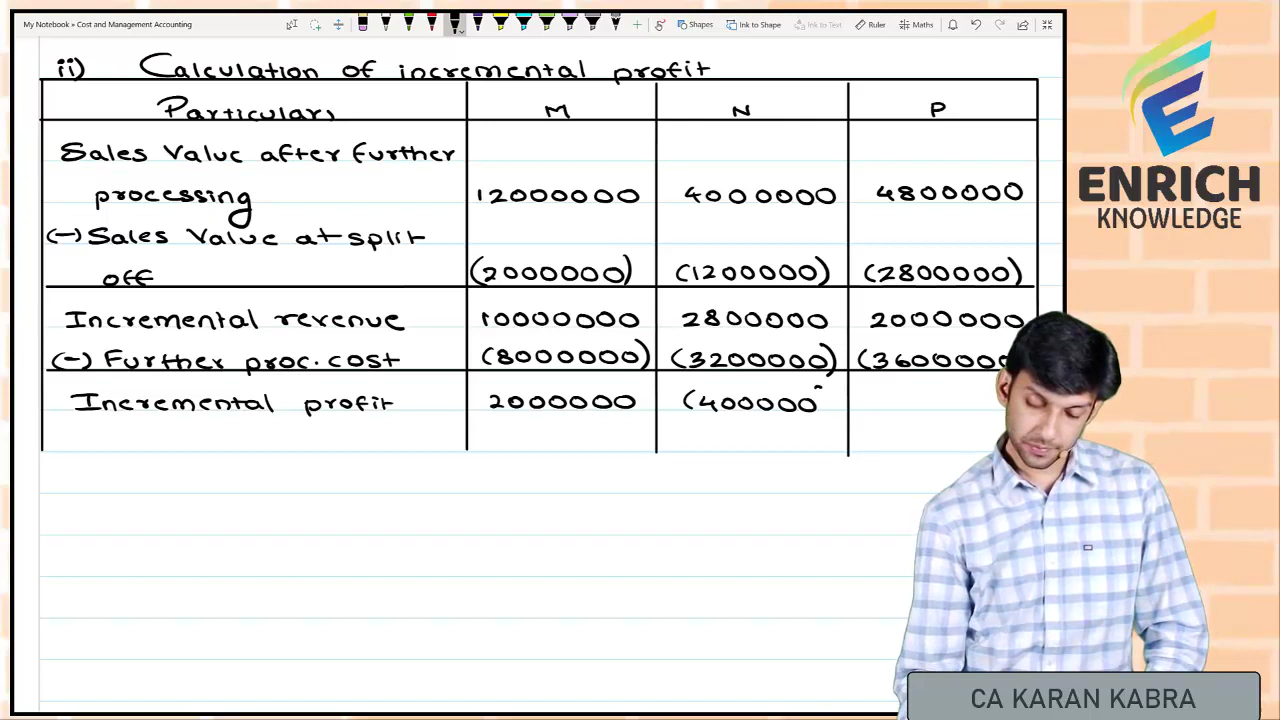 My Notebook > Cost and Management Accounting
Shapes Ink to Shape Ink to Text Ruler Maths
ii) Calculation of incremental profit
Particulars M N P
Sales Value after further
processing 12000000 4000000 4800000
(-) Sales Value at split
off (2000000) (1200000) (2800000)
Incremental revenue 10000000 2800000 2000000
(-) Further proc. cost (8000000) (3200000) (3600000
Incremental profit 2000000 (400000
ENRICH
KNOWLEDGE
CA KARAN KABRA